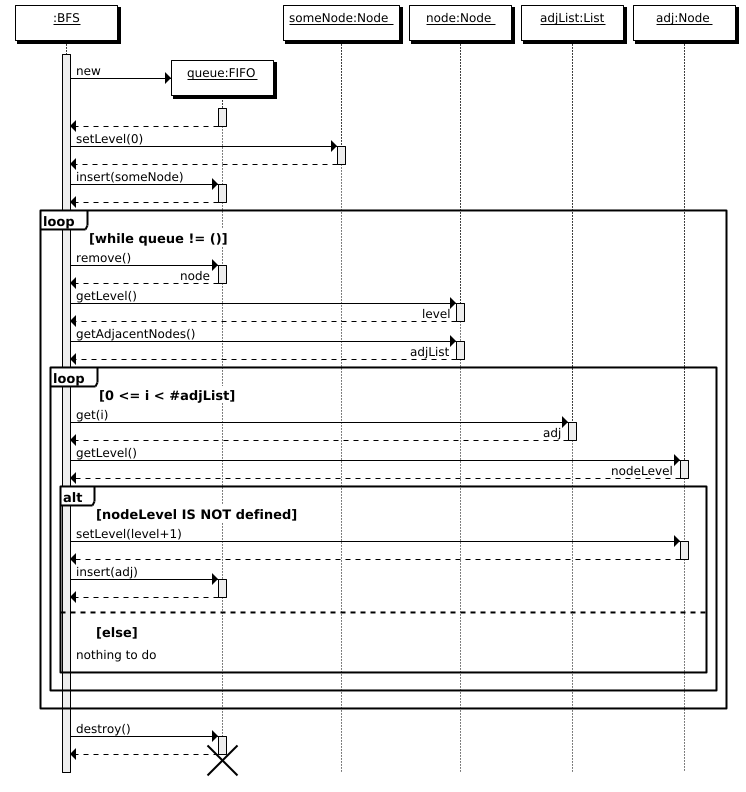 :BFS
someNode:Node
node:Node
adjList:List
adj:Node
new
queue:FIFO
setLevel(0)
insert(someNode)
loop
[while queue != ()]
remove()
node
getLevel()
level
getAdjacentNodes()
adjList
loop
[0 <= i < #adjList]
get(i)
adj
getLevel()
nodeLevel
alt
[nodeLevel IS NOT defined]
setLevel(level+1)
insert(adj)
[else]
nothing to do
destroy()